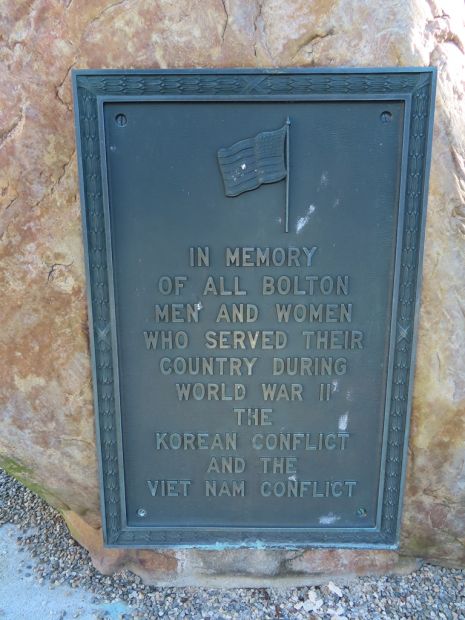 IN MEMORY
OF ALL BOLTON
MEN AND WOMEN
WHO SERVED THEIR
COUNTRY DURING
WORLD WAR II
THE
KOREAN CONFLICT
AND THE
VIET NAM CONFLICT